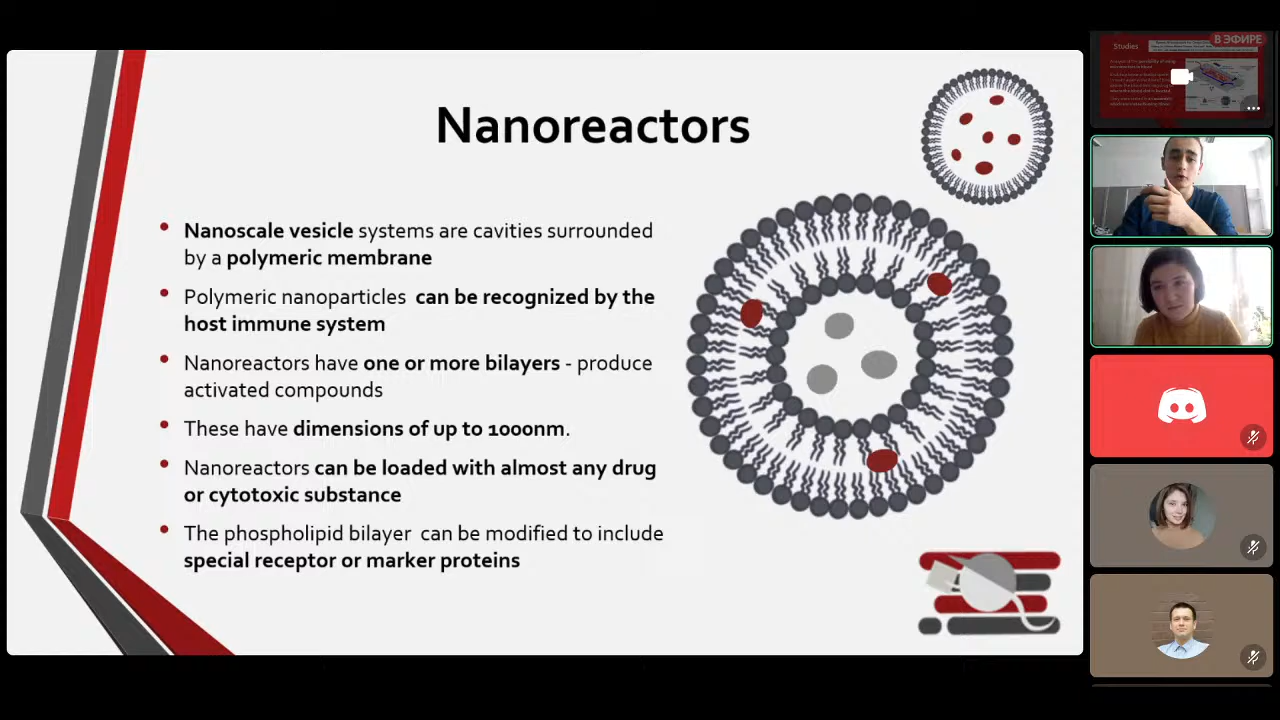 Nanoreactors
Nanoscale vesicle systems are cavities surrounded
by a polymeric membrane
Polymeric nanoparticles can be recognized by the
host immune system
Nanoreactors have one or more bilayers - produce
activated compounds
These have dimensions of up to 1000nm.
Nanoreactors can be loaded with almost any drug
or cytotoxic substance
The phospholipid bilayer can be modified to include
special receptor or marker proteins
Studies
В ЭФИРЕ